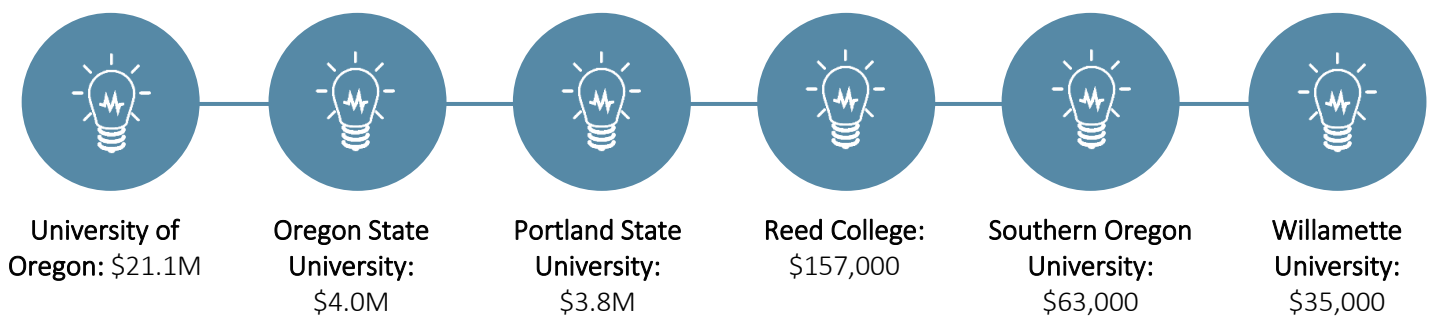 University of
Oregon: $21.1M
Oregon State
University:
$4.0M
Portland State
University:
$3.8M
Reed College:
$157,000
Southern Oregon
University:
$63,000
Willamette
University:
$35,000